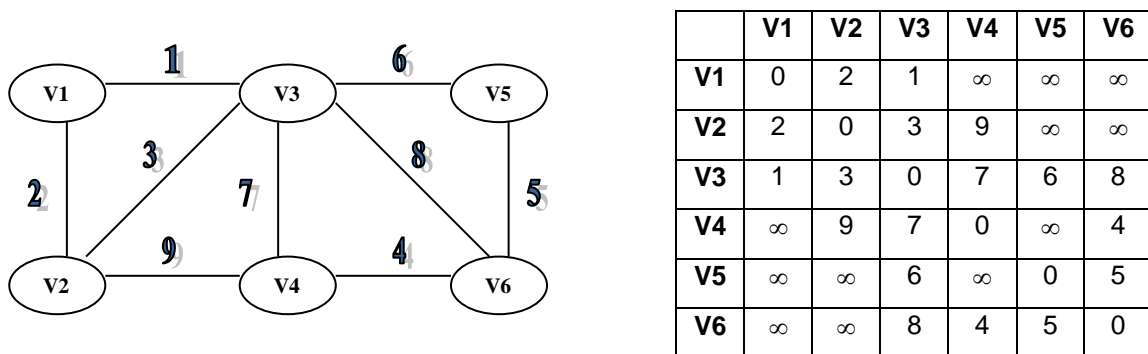 1 6
V1 V3 V5
3 8
2 7 5
9 4
V2 V4 V6
V1 V2 V3 V4 V5 V6
V1 0 2 1 ∞ ∞ ∞
V2 2 0 3 9 ∞ ∞
V3 1 3 0 7 6 8
V4 ∞ 9 7 0 ∞ 4
V5 ∞ ∞ 6 ∞ 0 5
V6 ∞ ∞ 8 4 5 0